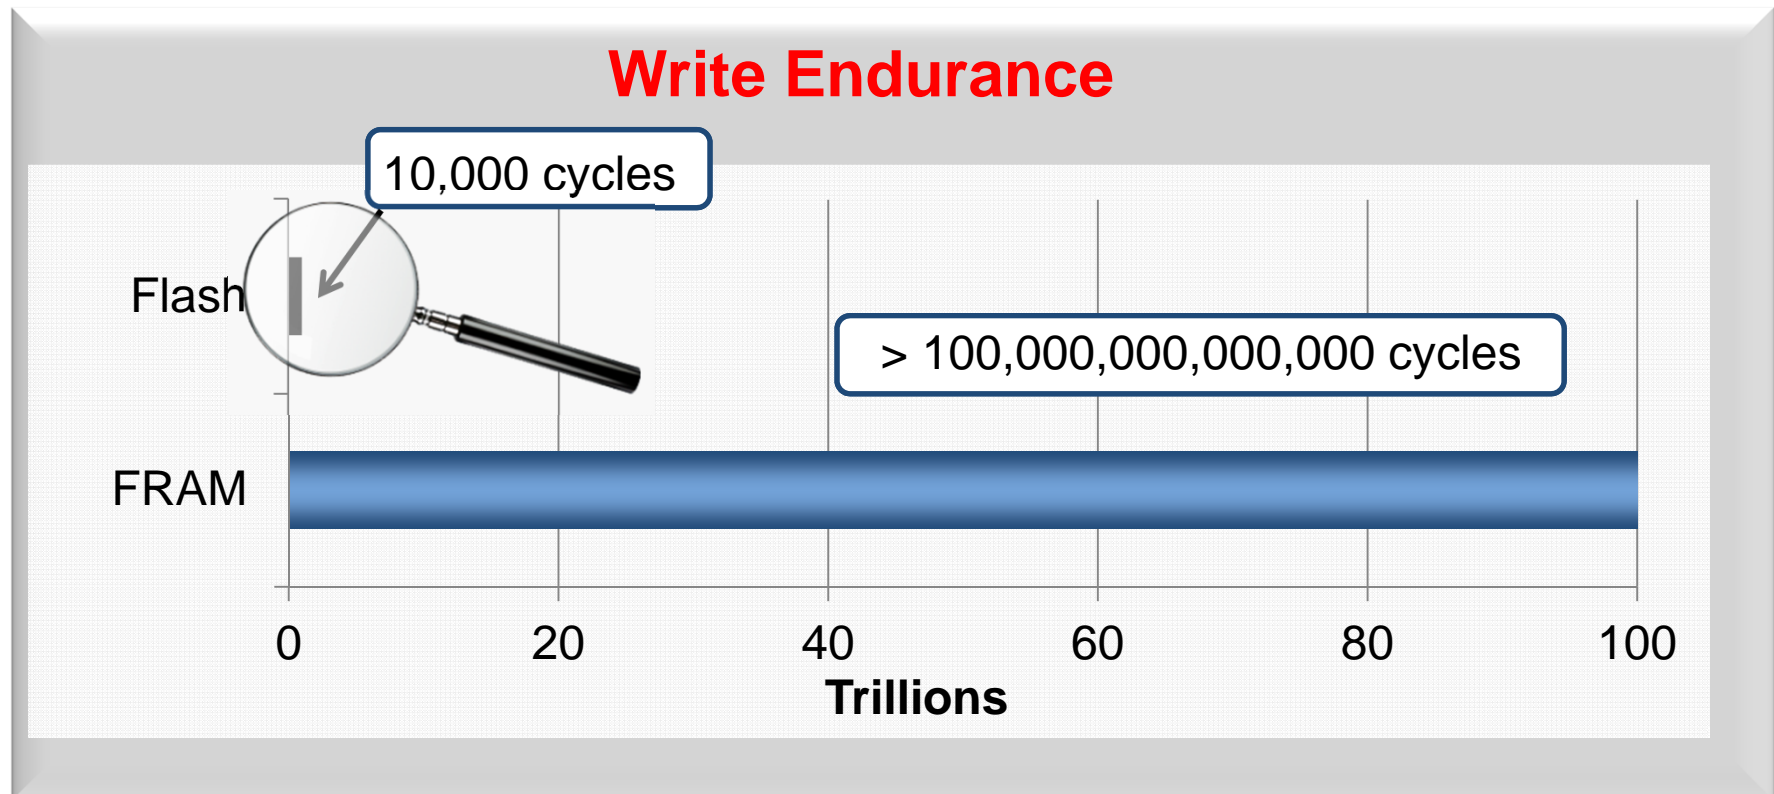 Write Endurance
10,000 cycles
Flash
> 100,000,000,000,000 cycles
FRAM
0 20 40 60 80 100
Trillions